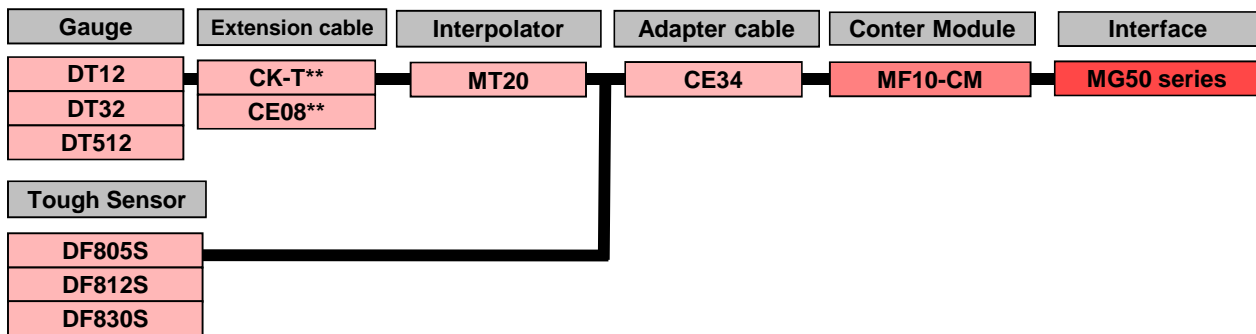 Gauge Extension cable Interpolator Adapter cable Conter Module Interface
DT12 CK-T** MT20 CE34 MF10-CM MG50 series
DT32 CE08**
DT512
Tough Sensor
DF805S
DF812S
DF830S